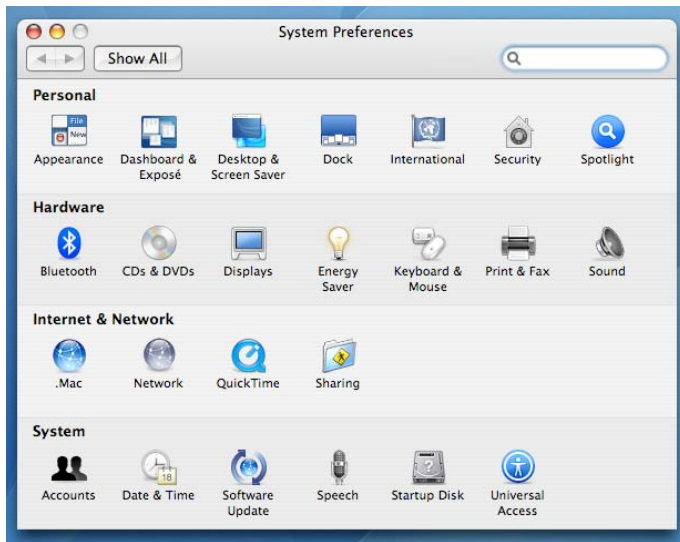 System Preferences
Show All
Personal
File
New
Appearance
Dashboard &
Exposé
Desktop &
Screen Saver
Dock
International
Security
Spotlight
Hardware
Bluetooth
CDs & DVDs
Displays
Energy
Saver
Keyboard &
Mouse
Print & Fax
Sound
Internet & Network
.Mac
Network
QuickTime
Sharing
System
18
?
Accounts
Date & Time
Software
Update
Speech
Startup Disk
Universal
Access